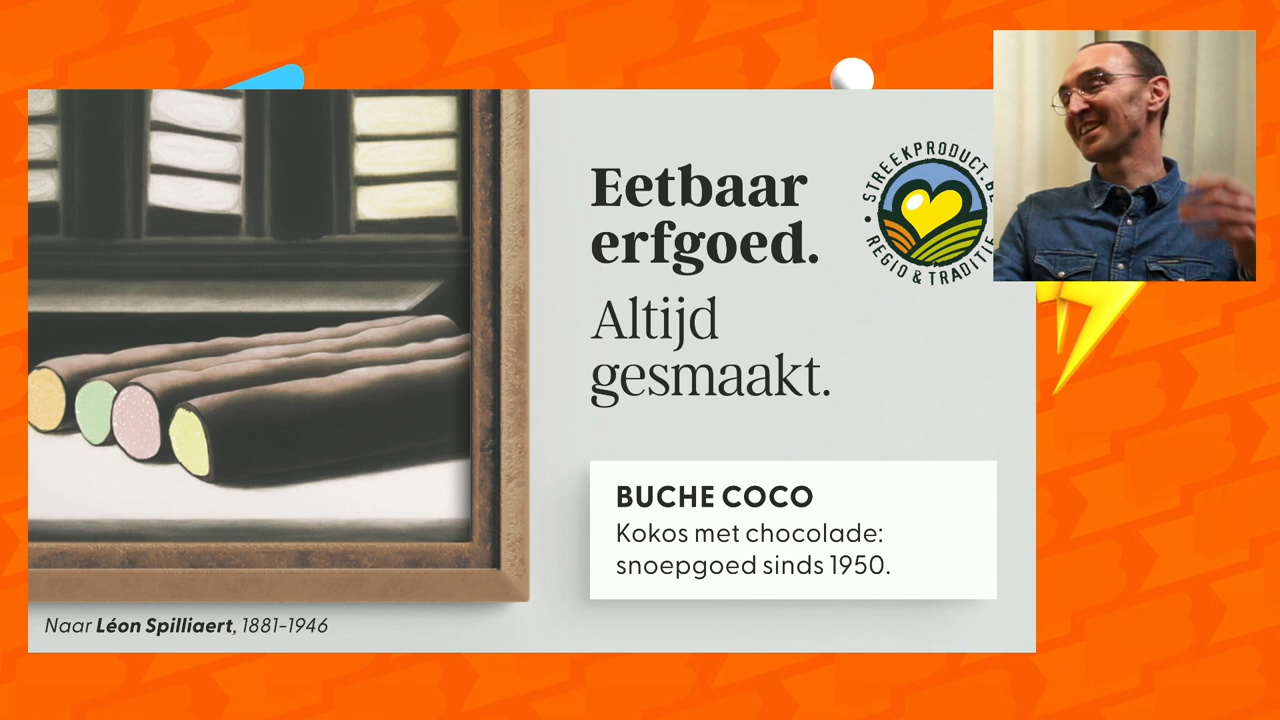 Eetbaar
erfgoed.
Altijd
gesmaakt.
STREEKPRODUCT.BE
REGIO & TRADITIE
BUCHE COCO
Kokos met chocolade:
snoepgoed sinds 1950.
Naar Léon Spilliaert, 1881-1946